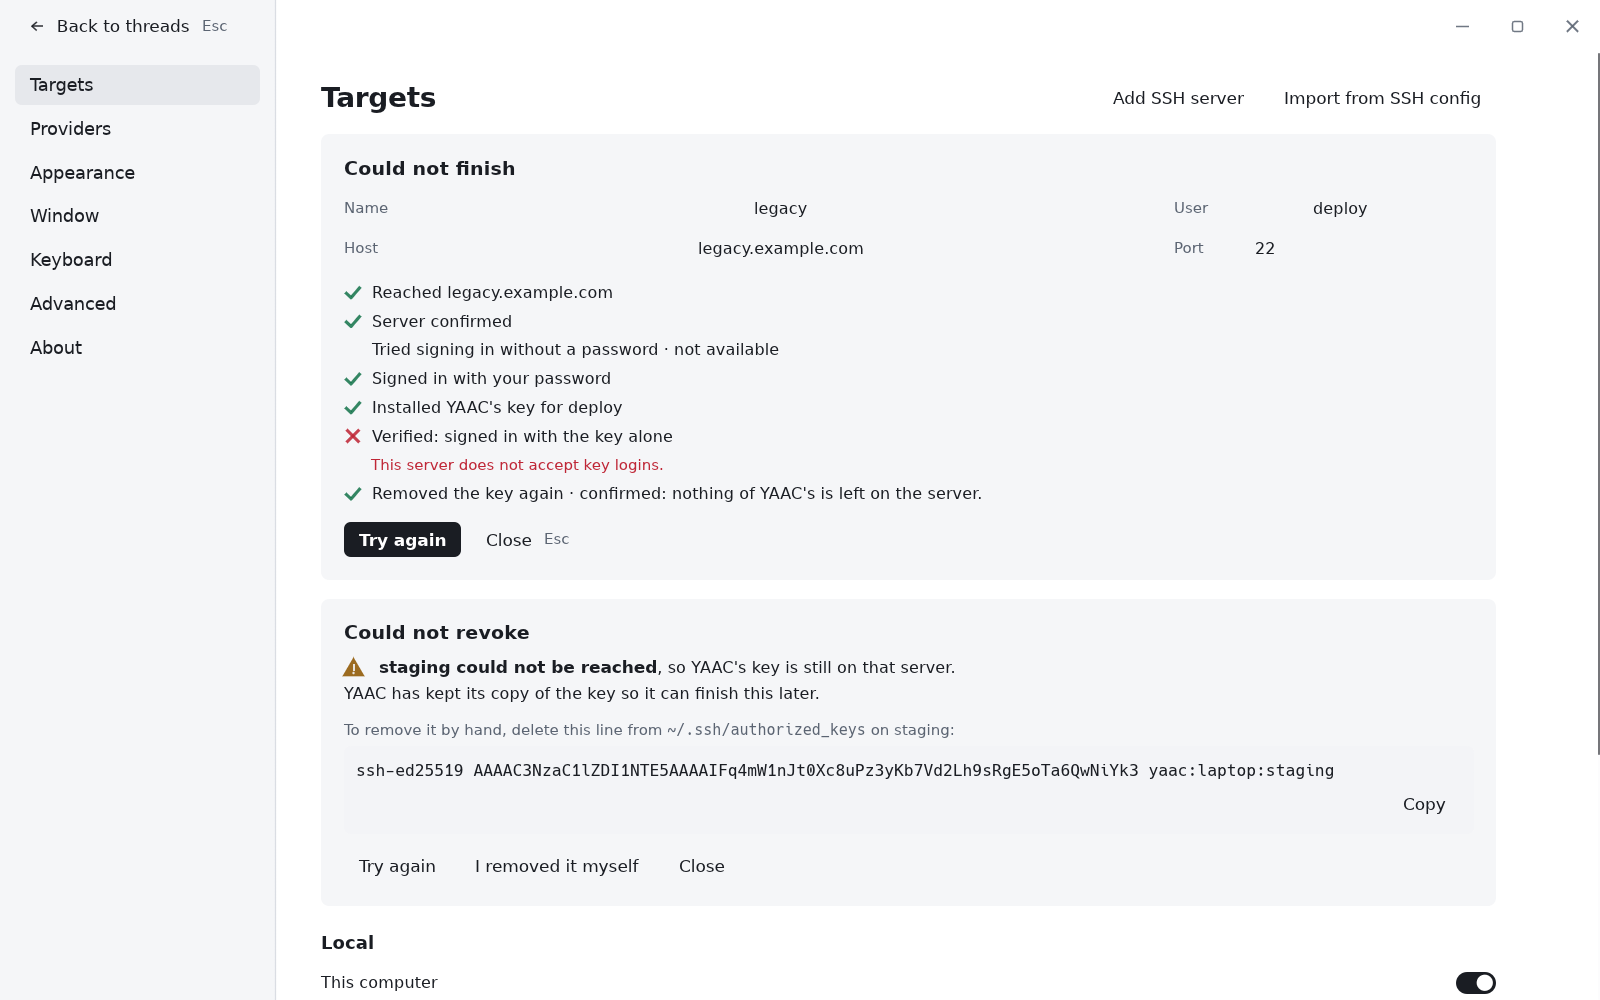 Back to threads Esc
Targets
Providers
Appearance
Window
Keyboard
Advanced
About
Targets
Add SSH server Import from SSH config
Could not finish
Name legacy User deploy
Host legacy.example.com Port 22
Reached legacy.example.com
Server confirmed
Tried signing in without a password · not available
Signed in with your password
Installed YAAC's key for deploy
Verified: signed in with the key alone
This server does not accept key logins.
Removed the key again · confirmed: nothing of YAAC's is left on the server.
Try again Close Esc
Could not revoke
staging could not be reached, so YAAC's key is still on that server.
YAAC has kept its copy of the key so it can finish this later.
To remove it by hand, delete this line from ~/.ssh/authorized_keys on staging:
ssh-ed25519 AAAAC3NzaC1lZDI1NTE5AAAAIFq4mW1nJt0Xc8uPz3yKb7Vd2Lh9sRgE5oTa6QwNiYk3 yaac:laptop:staging
Copy
Try again I removed it myself Close
Local
This computer